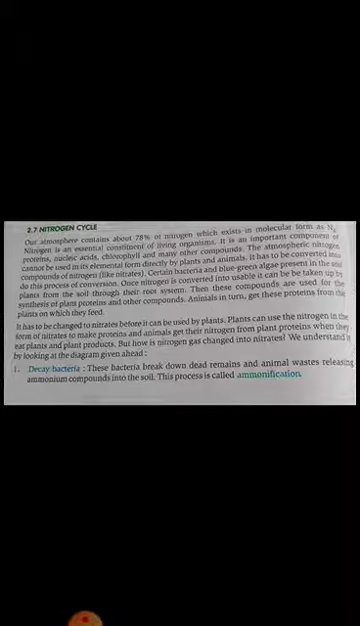 2.7 NITROGEN CYCLE
Our atmosphere contains about 78% of nitrogen which exists in molecular form as N₂.
Nitrogen is an essential constituent of living organisms. It is an important component of
proteins, nucleic acids, chlorophyll and many other compounds. The atmospheric nitrogen
cannot be used in its elemental form directly by plants and animals. It has to be converted into
compounds of nitrogen (like nitrates). Certain bacteria and blue-green algae present in the soil
do this process of conversion. Once nitrogen is converted into usable it can be be taken up by
plants from the soil through their root system. Then these compounds are used for the
synthesis of plant proteins and other compounds. Animals in turn, get these proteins from the
plants on which they feed.
It has to be changed to nitrates before it can be used by plants. Plants can use the nitrogen in the
form of nitrates to make proteins and animals get their nitrogen from plant proteins when they
eat plants and plant products. But how is nitrogen gas changed into nitrates! We understand it
by looking at the diagram given ahead :
1. Decay bacteria : These bacteria break down dead remains and animal wastes releasing
ammonium compounds into the soil. This process is called ammonification.